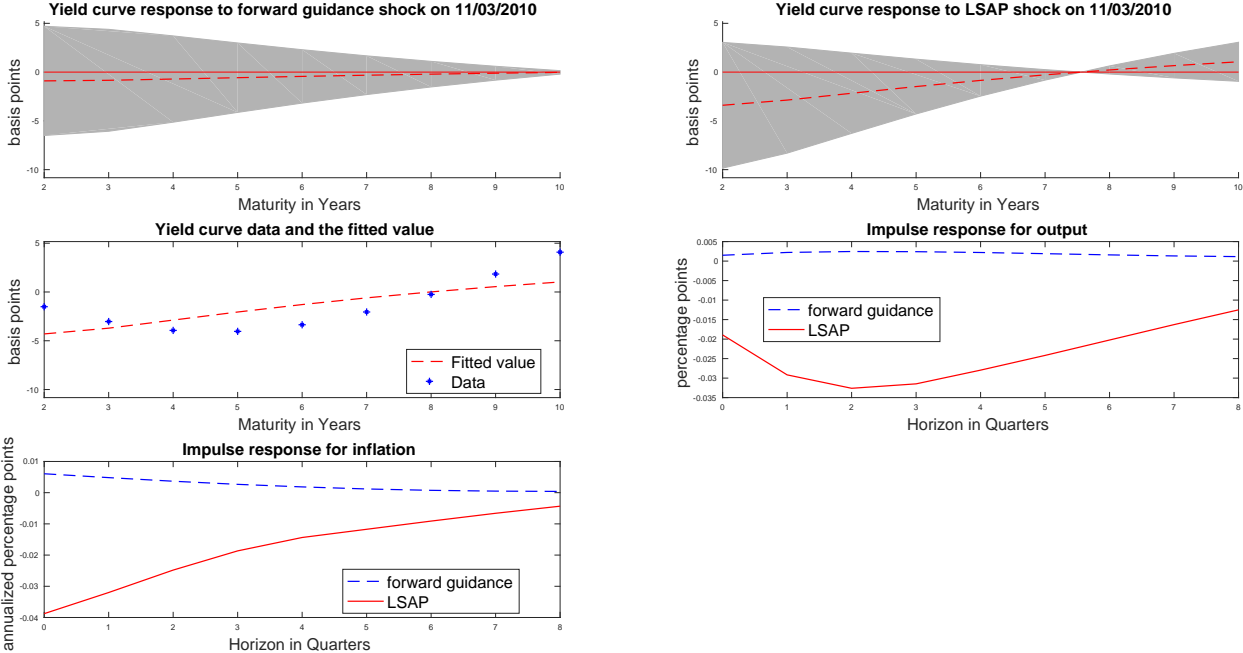 Yield curve response to forward guidance shock on 11/03/2010
basis points
5
0
-5
-10
2 3 4 5 6 7 8 9 10
Maturity in Years
Yield curve response to LSAP shock on 11/03/2010
basis points
5
0
-5
-10
2 3 4 5 6 7 8 9 10
Maturity in Years
Yield curve data and the fitted value
basis points
5
0
-5
-10
Fitted value
Data
2 3 4 5 6 7 8 9 10
Maturity in Years
Impulse response for output
percentage points
0.005
0
-0.005
-0.01
-0.015
-0.02
-0.025
-0.03
-0.035
forward guidance
LSAP
0 1 2 3 4 5 6 7 8
Horizon in Quarters
Impulse response for inflation
annualized percentage points
0.01
0
-0.01
-0.02
-0.03
-0.04
forward guidance
LSAP
0 1 2 3 4 5 6 7 8
Horizon in Quarters